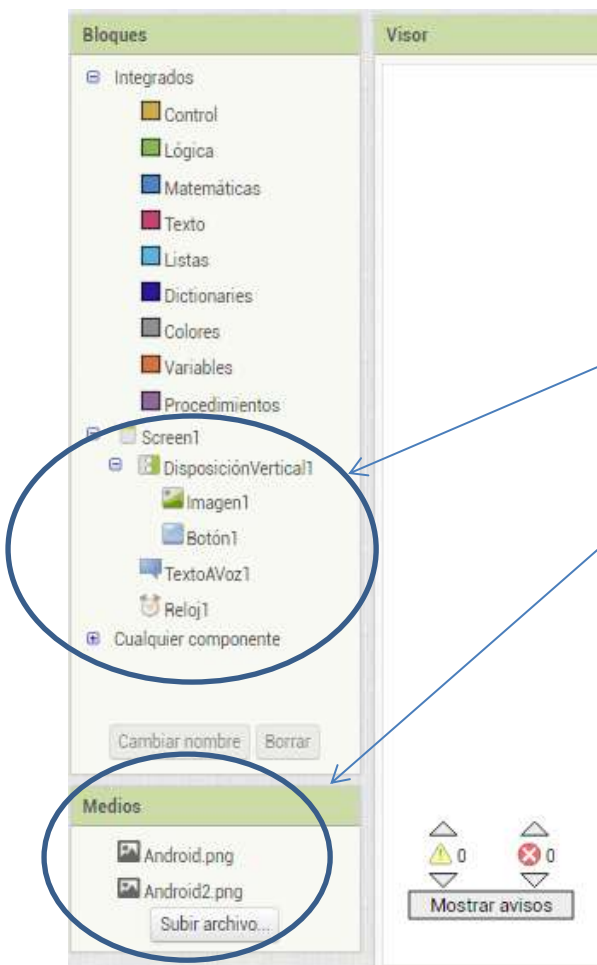 Bloques
Integrados
Control
Lógica
Matemáticas
Texto
Listas
Dictionaries
Colores
Variables
Procedimientos
Screen1
DisposiciónVertical1
Imagen1
Botón1
TextoAVoz1
Reloj1
Cualquier componente
Cambiar nombre Borrar
Medios
Android.png
Android2.png
Subir archivo...
Visor
0 0
Mostrar avisos